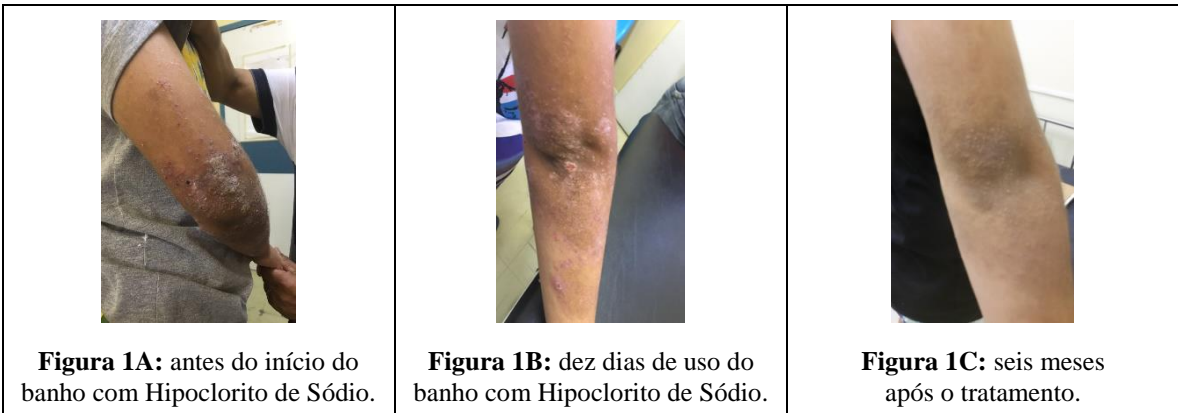 Figura 1A: antes do início do
banho com Hipoclorito de Sódio.
Figura 1B: dez dias de uso do
banho com Hipoclorito de Sódio.
Figura 1C: seis meses
após o tratamento.